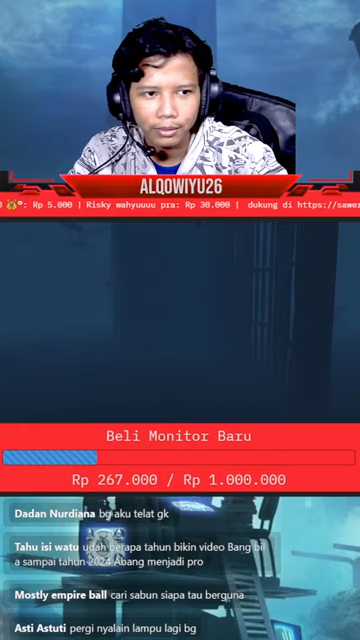 ALQOWIYU26
: Rp 5.000 | Risky wahyuuuu pra: Rp 30.000 | dukung di https://sawer
Beli Monitor Baru
Rp 267.000 / Rp 1.000.000
Dadan Nurdiana bg aku telat gk
Tahu isi watu udah berapa tahun bikin video Bang bil
a sampai tahun 2024 Abang menjadi pro
Mostly empire ball cari sabun siapa tau berguna
Asti Astuti pergi nyalain lampu lagi bg